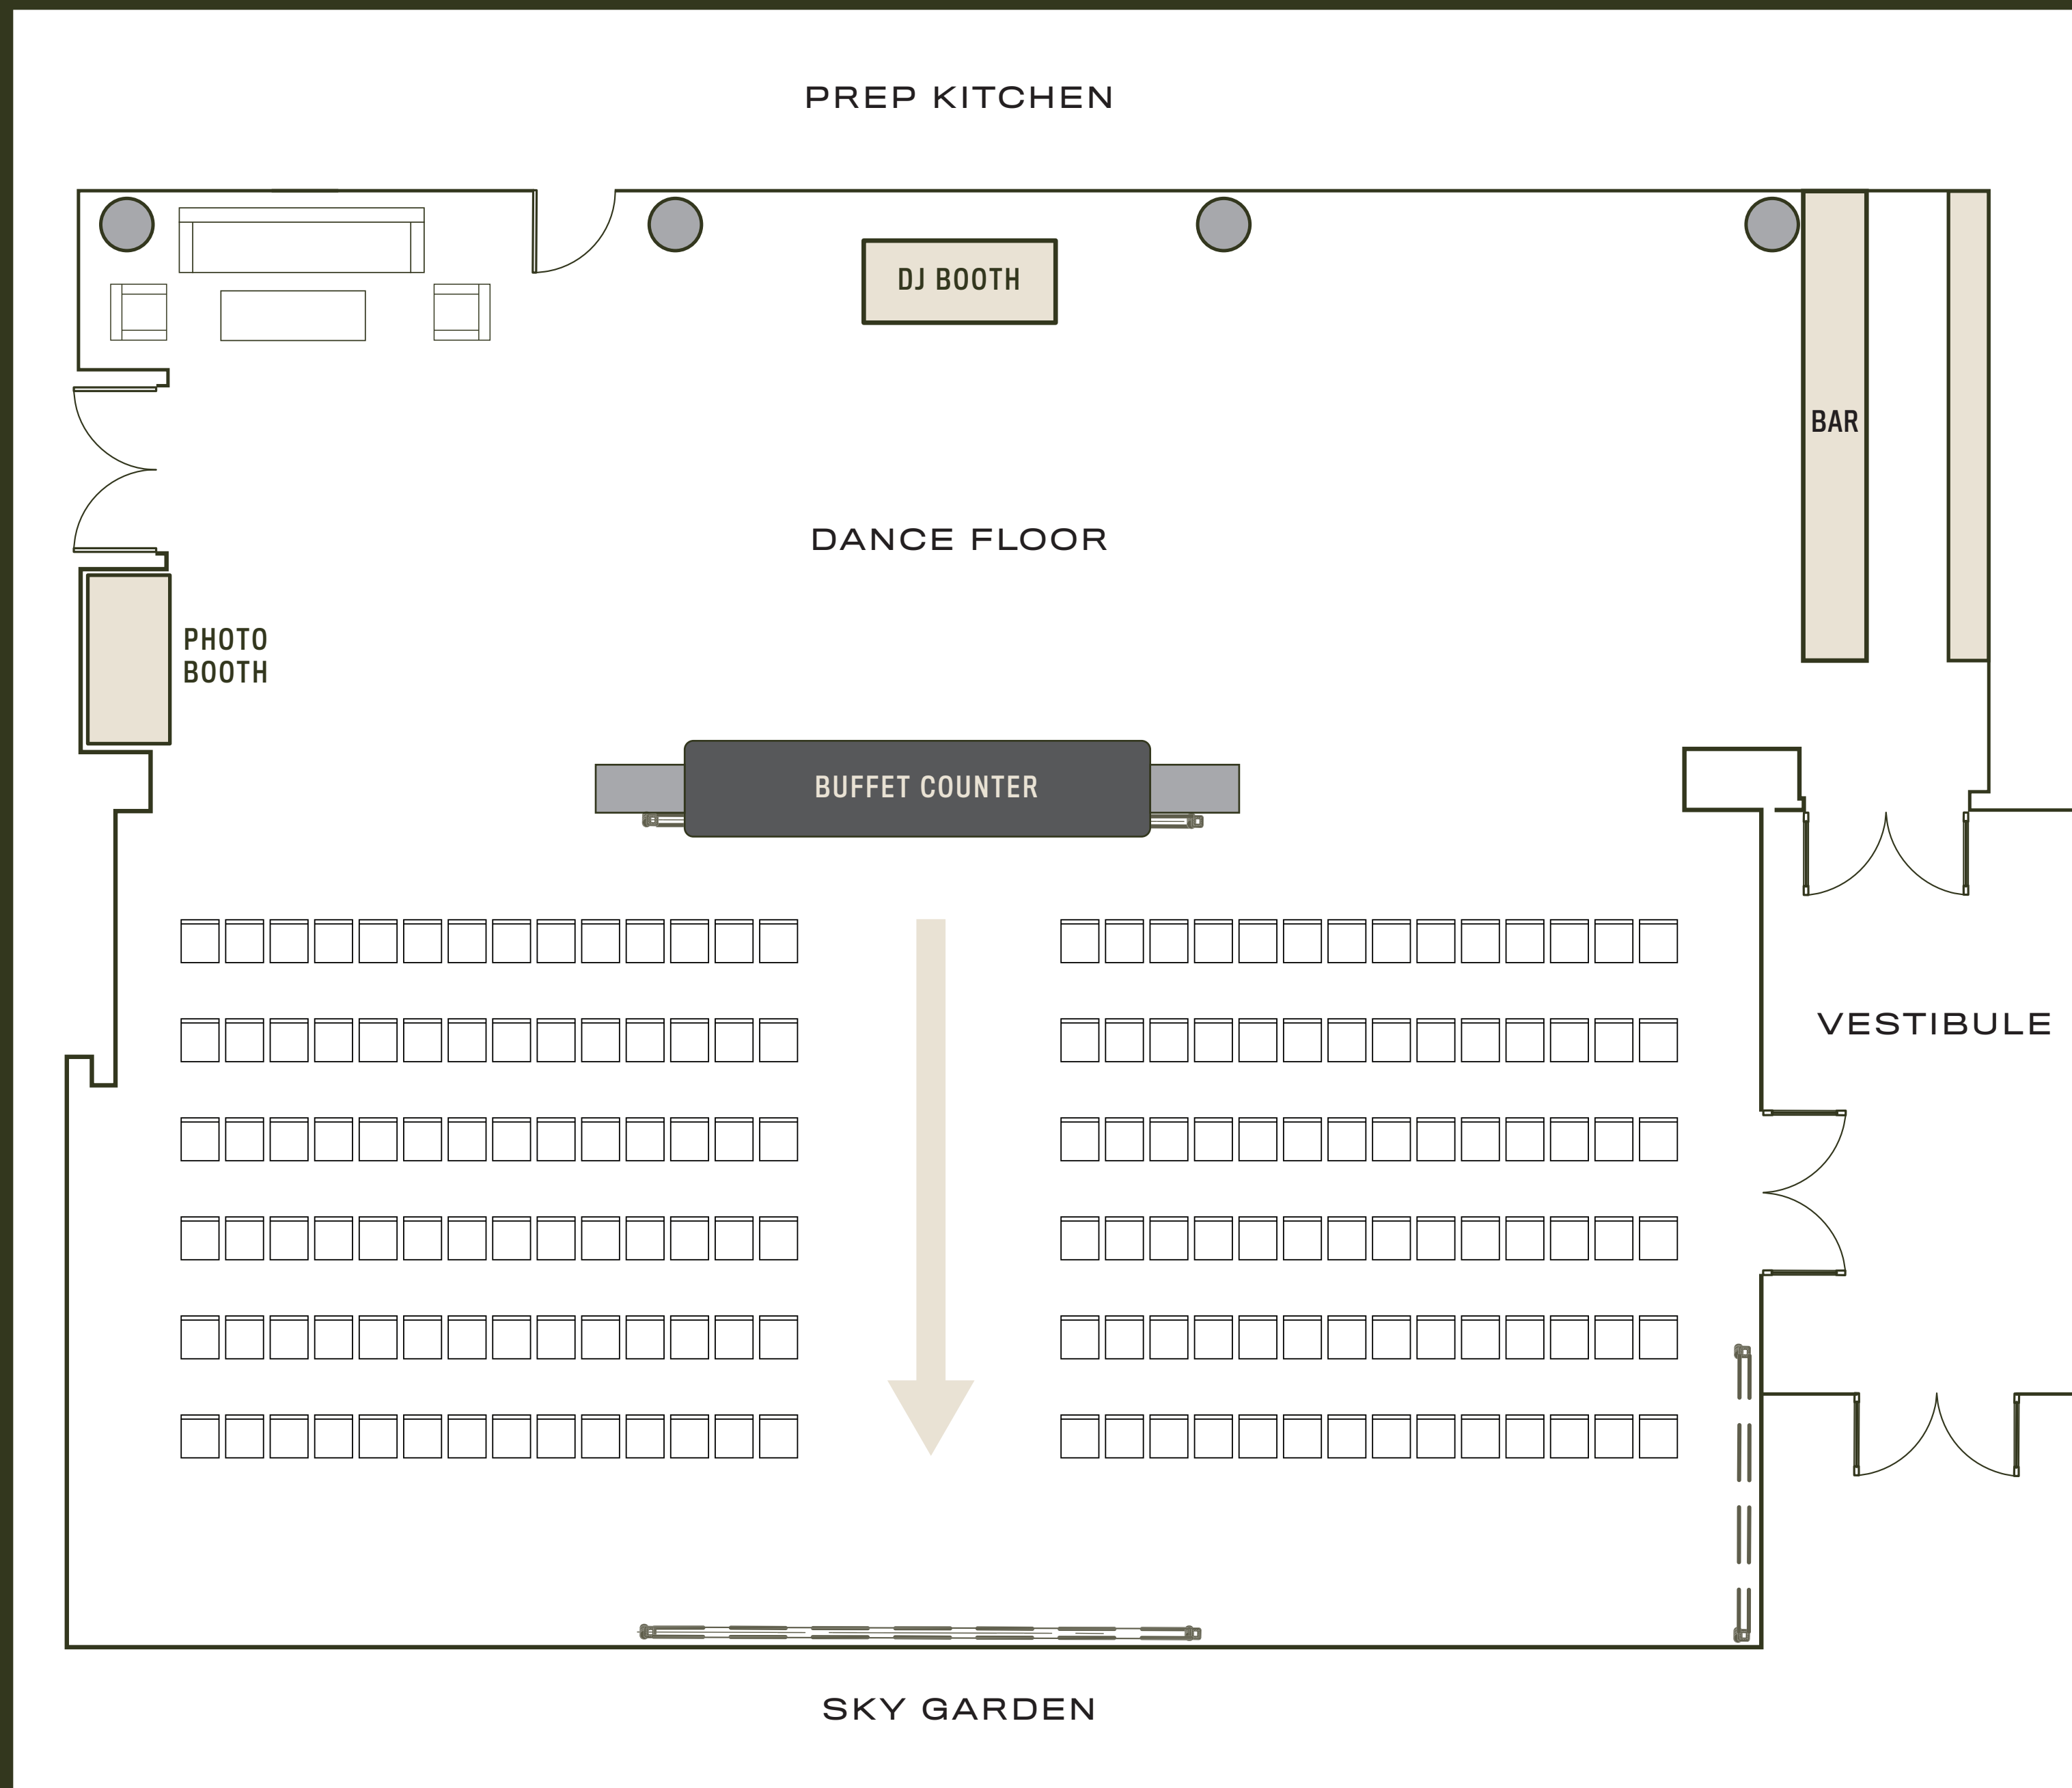 PREP KITCHEN
DJ BOOTH
BAR
DANCE FLOOR
PHOTO
BOOTH
BUFFET COUNTER
VESTIBULE
SKY GARDEN